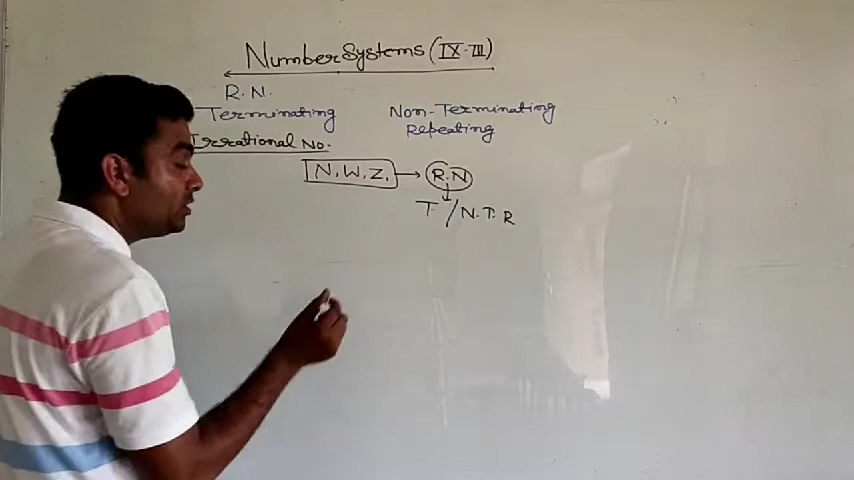 Number Systems (IX-III)
R.N.
Terminating
Non-Terminating
Repeating
Irrational No.
N, W, Z, → R.N
T. / N.T. R